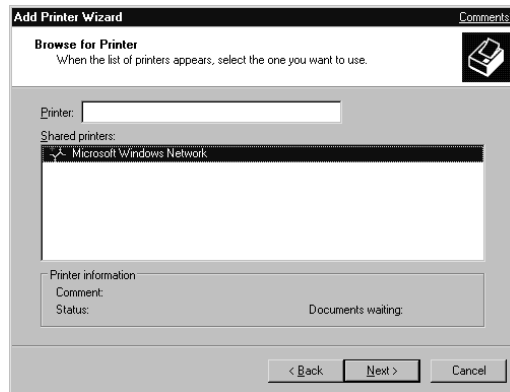 Add Printer Wizard Comments
Browse for Printer
When the list of printers appears, select the one you want to use.
Printer:
Shared printers:
Microsoft Windows Network
Printer information
Comment:
Status: Documents waiting:
< Back Next > Cancel